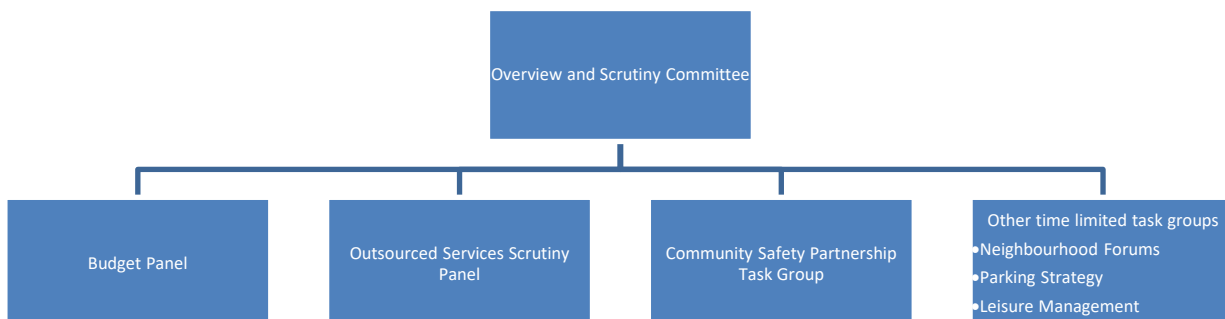 Overview and Scrutiny Committee
Budget Panel
Outsourced Services Scrutiny
Panel
Community Safety Partnership
Task Group
Other time limited task groups
•Neighbourhood Forums
•Parking Strategy
•Leisure Management